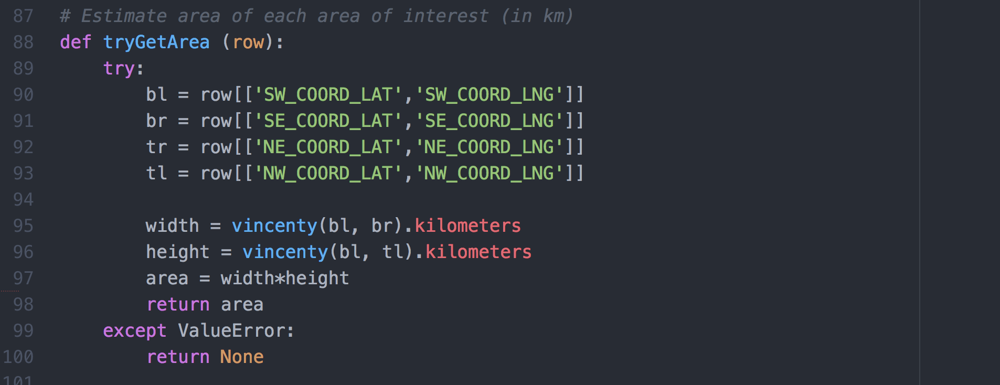 87 # Estimate area of each area of interest (in km)
88 def tryGetArea (row):
89     try:
90         bl = row[['SW_COORD_LAT','SW_COORD_LNG']]
91         br = row[['SE_COORD_LAT','SE_COORD_LNG']]
92         tr = row[['NE_COORD_LAT','NE_COORD_LNG']]
93         tl = row[['NW_COORD_LAT','NW_COORD_LNG']]
94
95         width = vincenty(bl, br).kilometers
96         height = vincenty(bl, tl).kilometers
97         area = width*height
98         return area
99     except ValueError:
100         return None
101